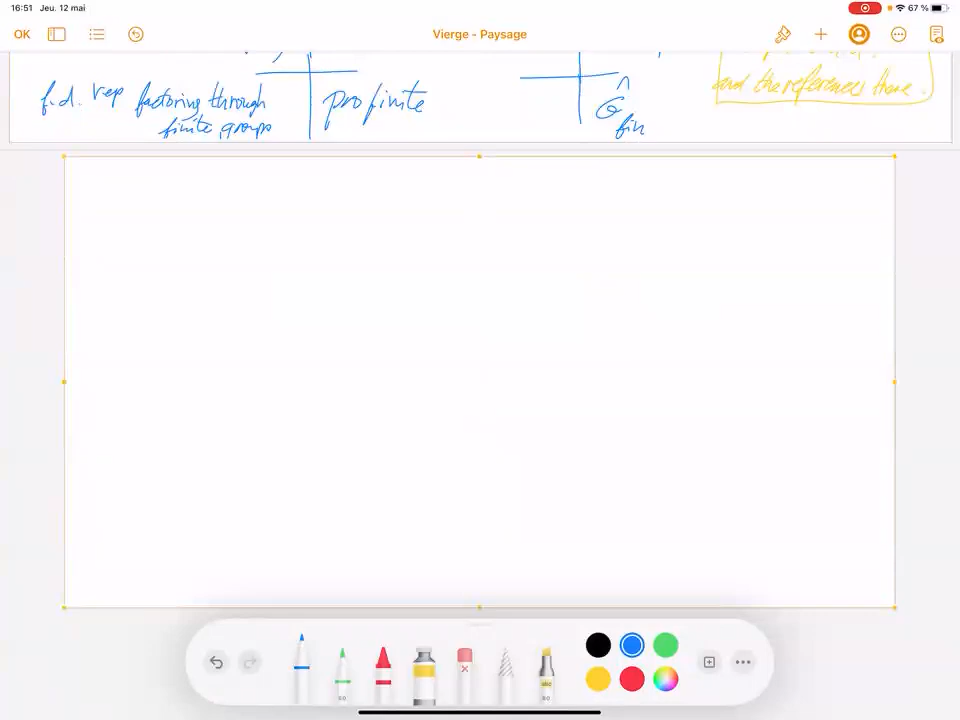 16:51 Jeu. 12 mai
67 %
OK
Vierge - Paysage
f.d. rep factoring through
finite groups
profinite
Ĝ
fin
and the references there.